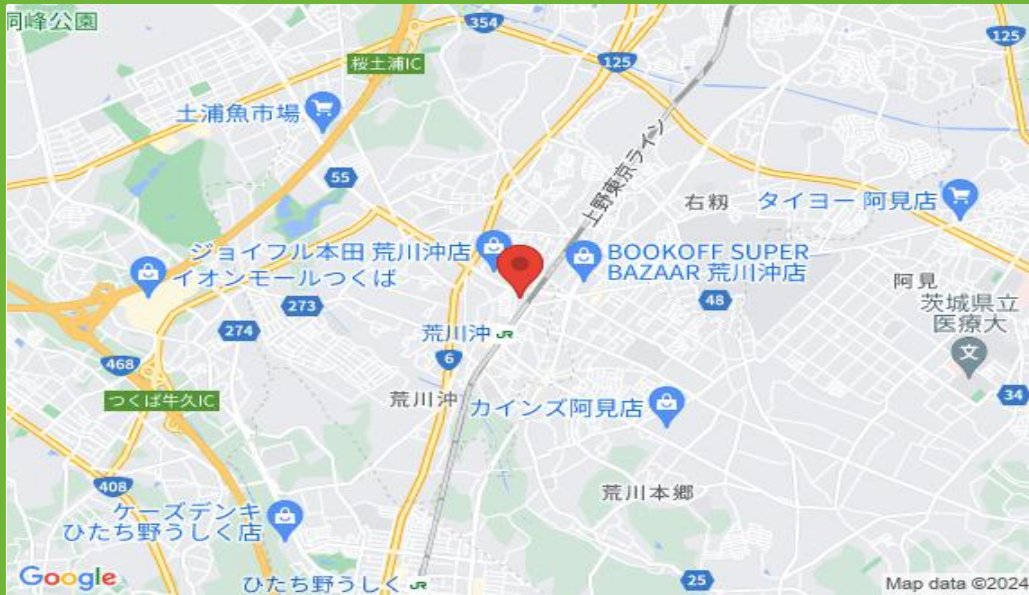 洞峰公園
354
125
125
桜土浦IC
土浦魚市場
上野東京ライン
55
右籾
タイヨー 阿見店
ジョイフル本田 荒川沖店
イオンモールつくば
BOOKOFF SUPER
BAZAAR 荒川沖店
阿見
273
274
48
茨城県立
医療大
文
荒川沖 JR
6
468
つくば牛久IC
荒川沖
カインズ阿見店
34
408
荒川本郷
ケーズデンキ
ひたち野うしく店
Google
ひたち野うしく JR
25
Map data ©2024